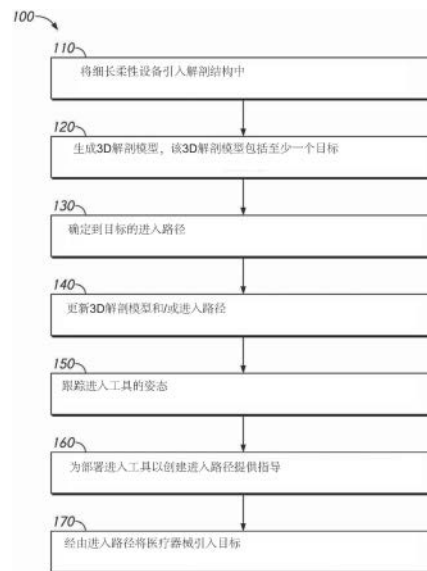 100
110
将细长柔性设备引入解剖结构中
120
生成3D解剖模型，该3D解剖模型包括至少一个目标
130
确定到目标的进入路径
140
更新3D解剖模型和/或进入路径
150
跟踪进入工具的姿态
160
为部署进入工具以创建进入路径提供指导
170
经由进入路径将医疗器械引入目标